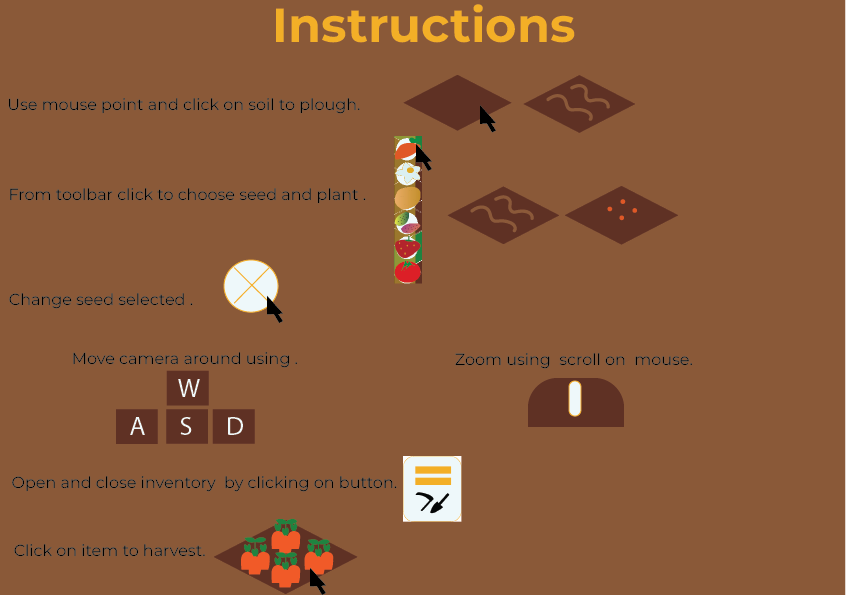 Instructions
Use mouse point and click on soil to plough.
From toolbar click to choose seed and plant .
Change seed selected .
Move camera around using .
Zoom using  scroll on  mouse.
W
A S D
Open and close inventory  by clicking on button.
Click on item to harvest.